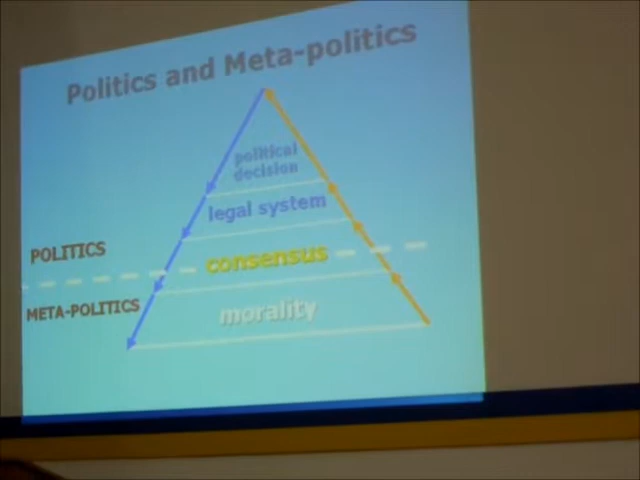 Politics and Meta-politics
political
decision
legal system
POLITICS
consensus
META-POLITICS
morality